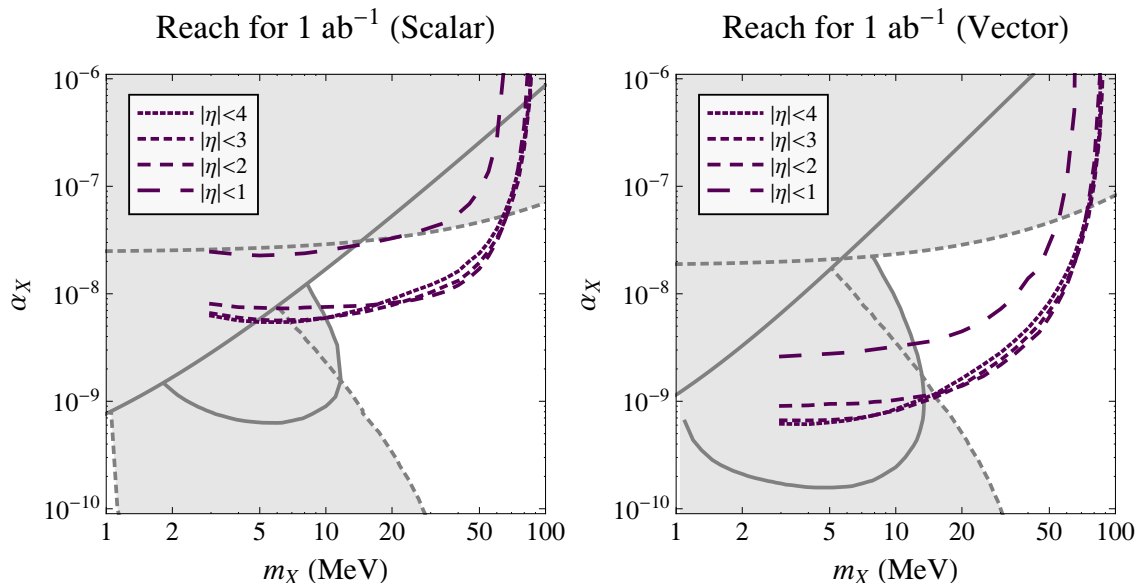 Reach for 1 ab⁻¹ (Scalar)
10⁻⁶
10⁻⁷
10⁻⁸
10⁻⁹
10⁻¹⁰
α_X
|η|<4
|η|<3
|η|<2
|η|<1
1 2 5 10 20 50 100
m_X (MeV)
Reach for 1 ab⁻¹ (Vector)
10⁻⁶
10⁻⁷
10⁻⁸
10⁻⁹
10⁻¹⁰
α_X
|η|<4
|η|<3
|η|<2
|η|<1
1 2 5 10 20 50 100
m_X (MeV)